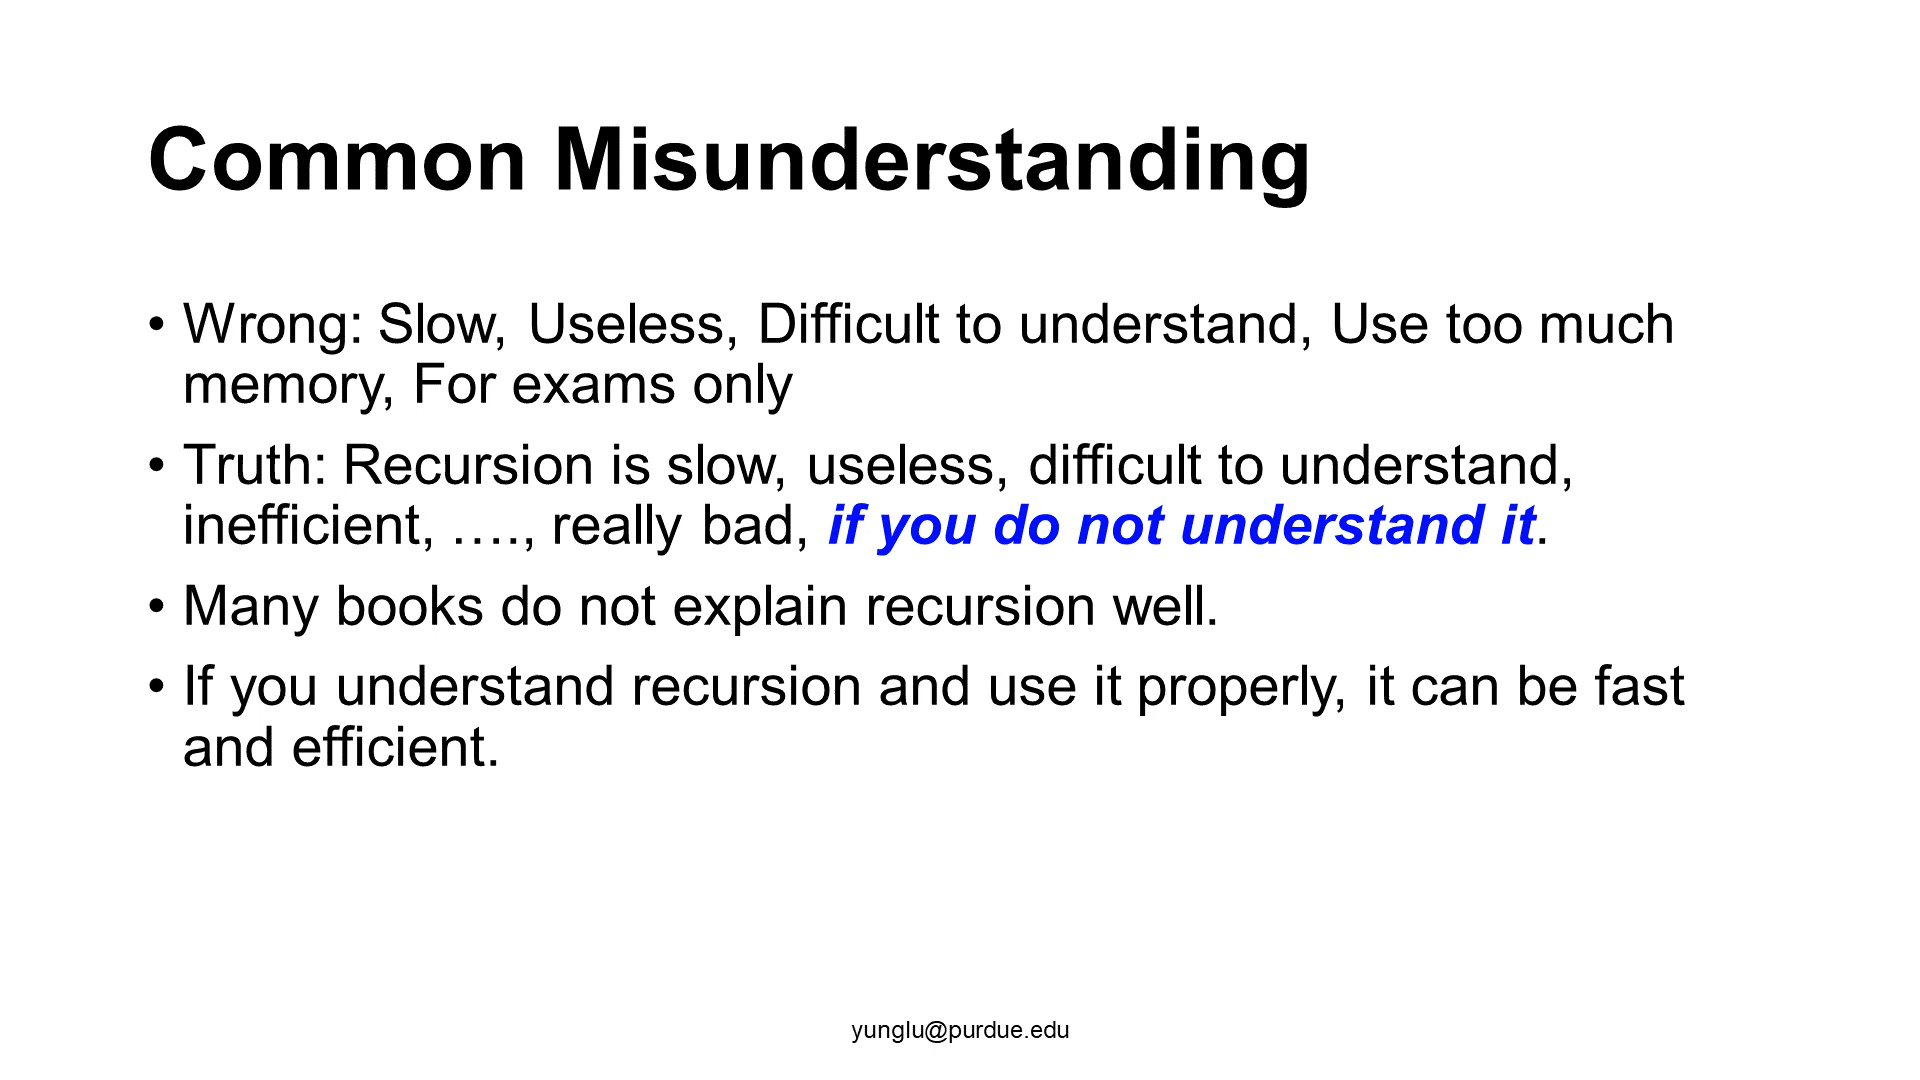 Common Misunderstanding
• Wrong: Slow, Useless, Difficult to understand, Use too much
memory, For exams only
• Truth: Recursion is slow, useless, difficult to understand,
inefficient, …., really bad, if you do not understand it.
• Many books do not explain recursion well.
• If you understand recursion and use it properly, it can be fast
and efficient.
yunglu@purdue.edu